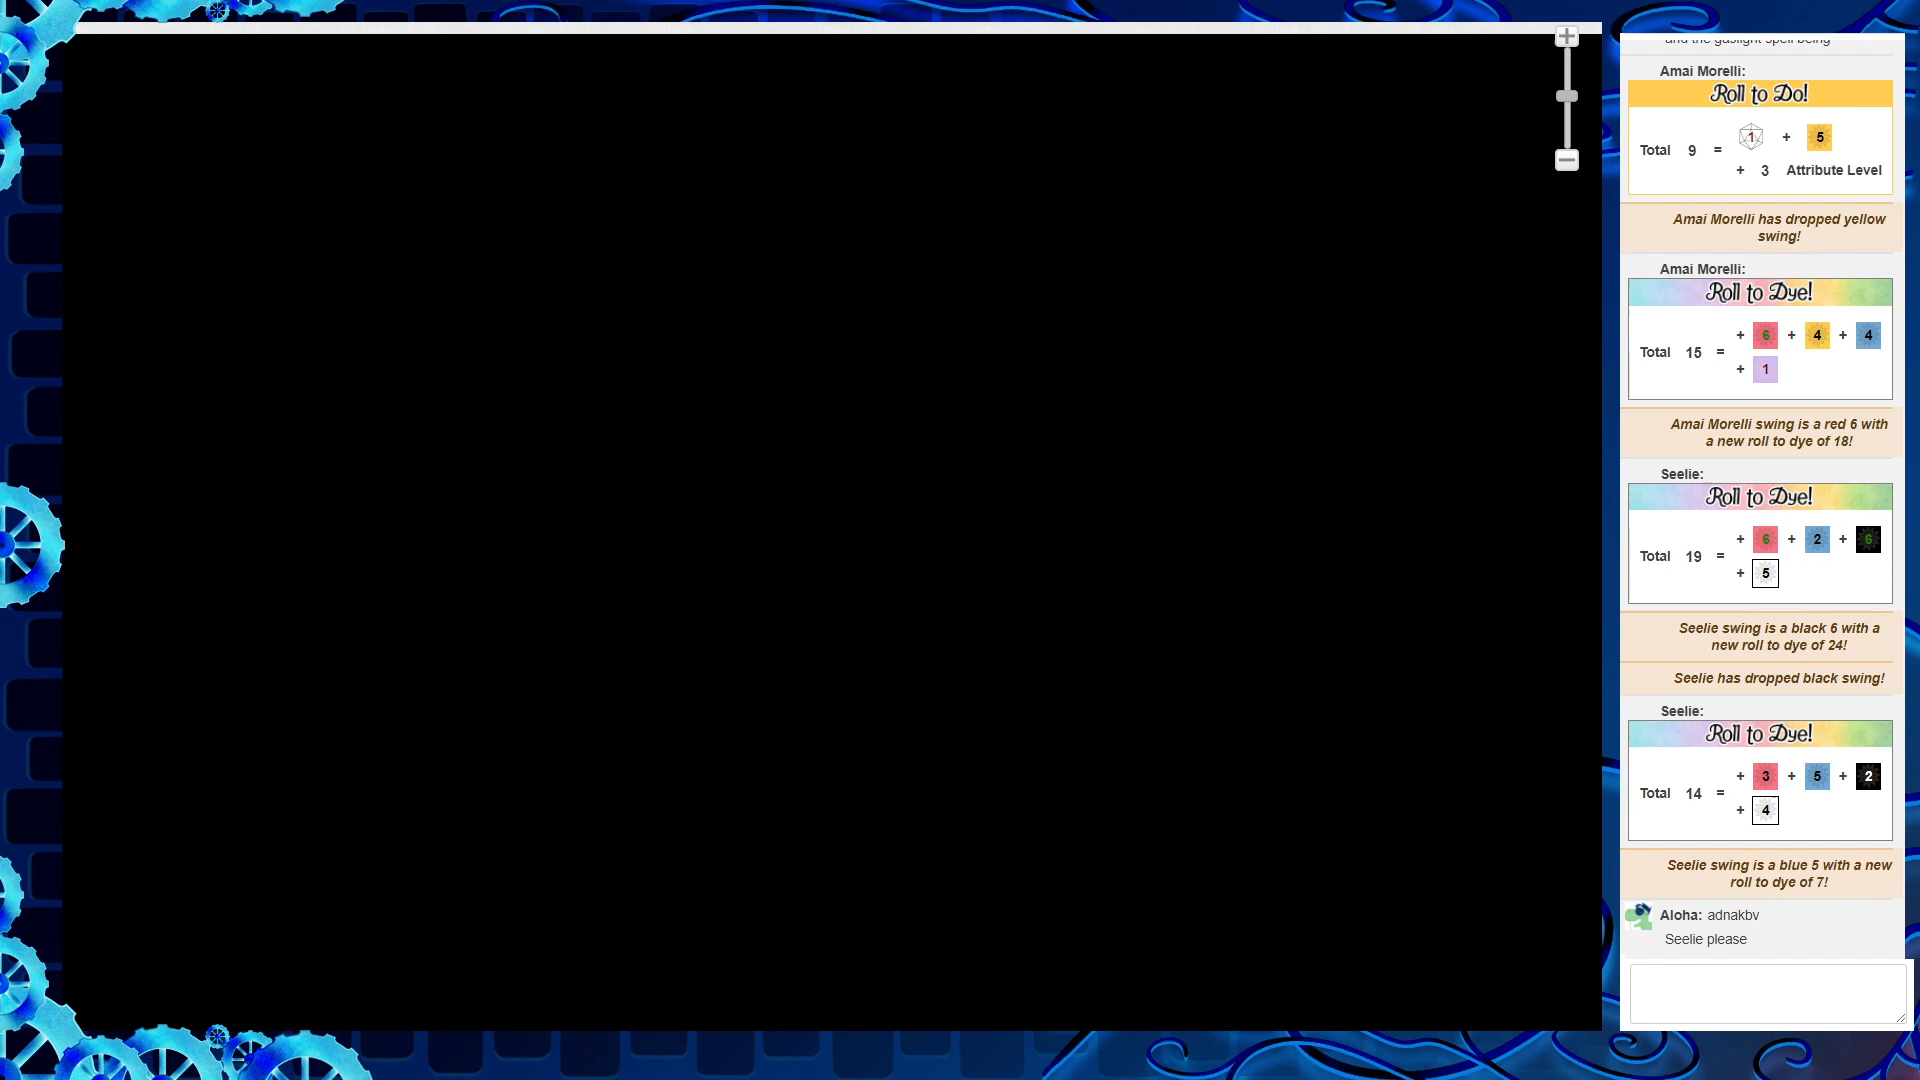 and the gaslight spell being
Amai Morelli:
Roll to Do!
1 + 5
Total 9 =
+ 3 Attribute Level
Amai Morelli has dropped yellow
swing!
Amai Morelli:
Roll to Dye!
+ 6 + 4 + 4
Total 15 =
+ 1
Amai Morelli swing is a red 6 with
a new roll to dye of 18!
Seelie:
Roll to Dye!
+ 6 + 2 + 6
Total 19 =
+ 5
Seelie swing is a black 6 with a
new roll to dye of 24!
Seelie has dropped black swing!
Seelie:
Roll to Dye!
+ 3 + 5 + 2
Total 14 =
+ 4
Seelie swing is a blue 5 with a new
roll to dye of 7!
Aloha: adnakbv
Seelie please